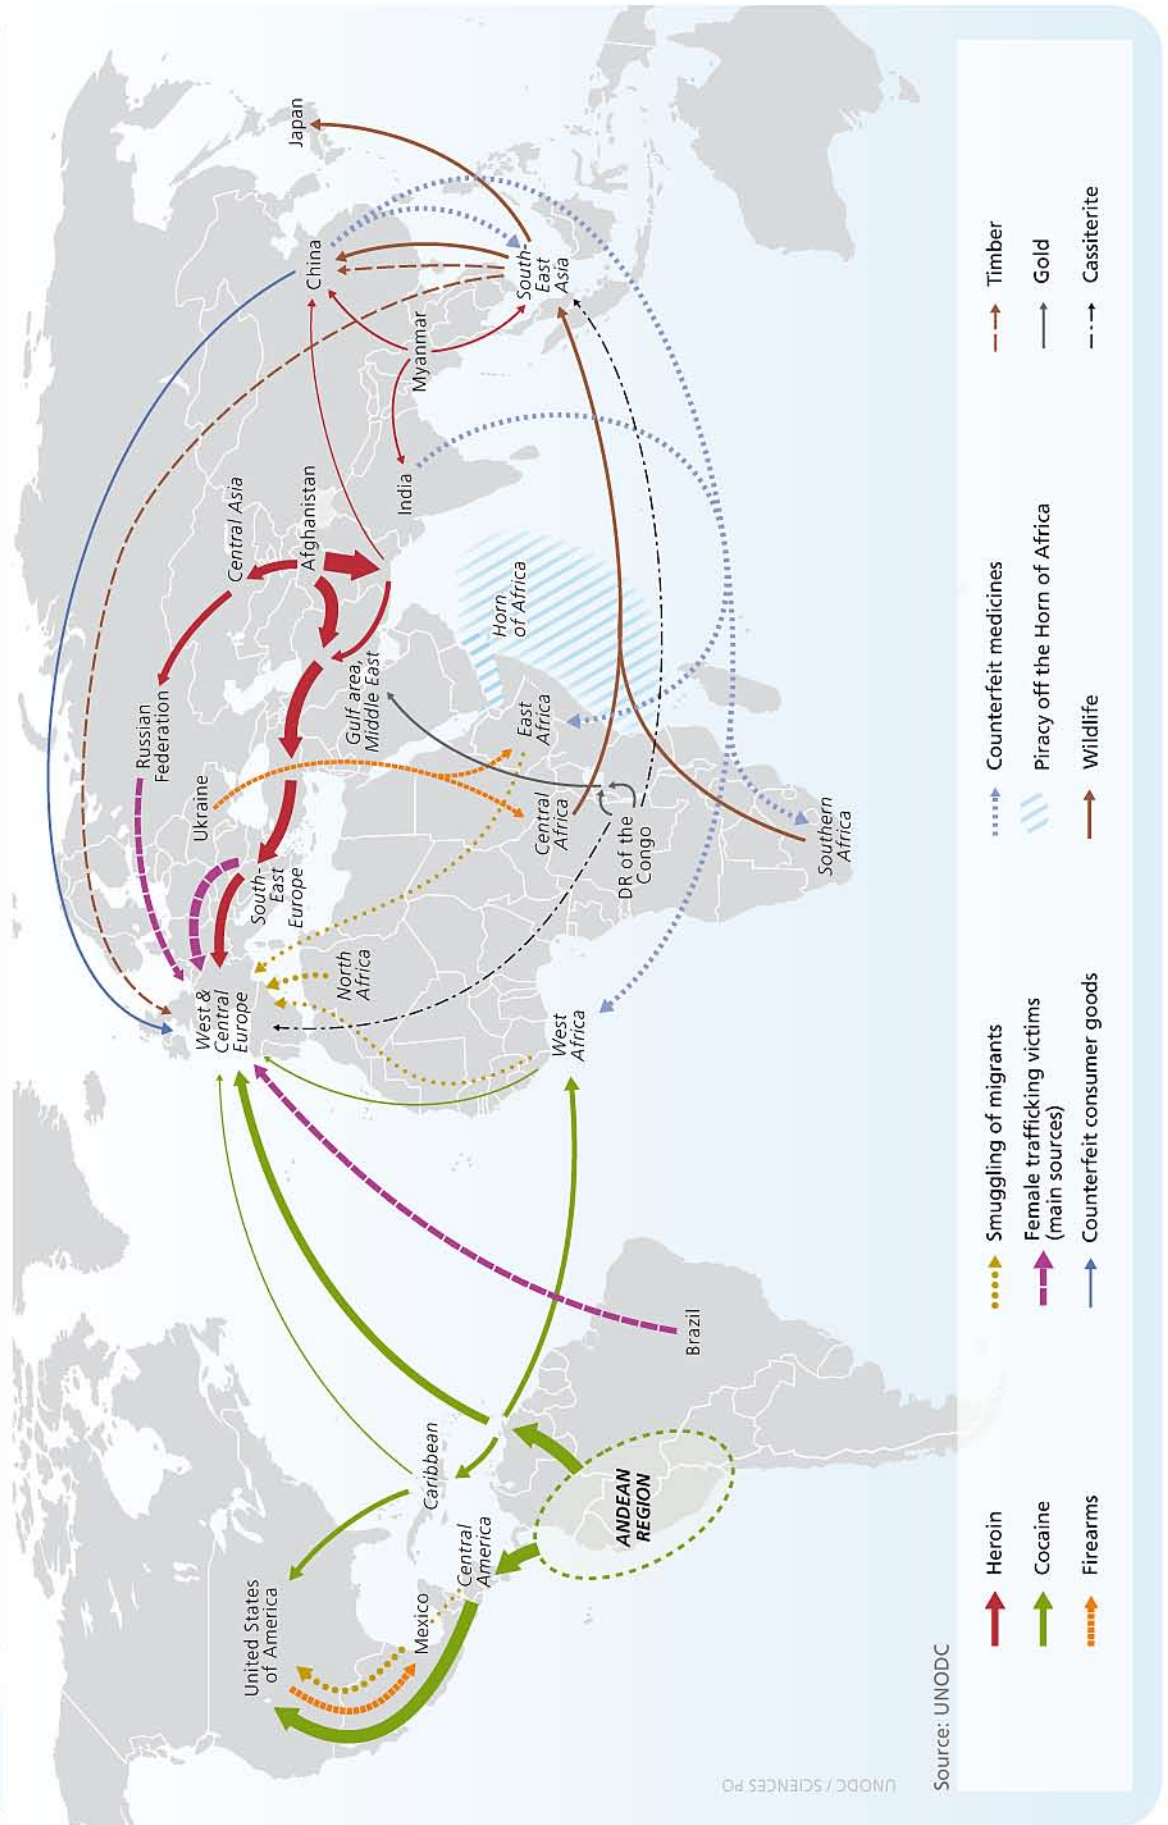 United States
of America
Mexico
Central
America
Caribbean
ANDEAN
REGION
Brazil
West &
Central
Europe
South-
East
Europe
North
Africa
West
Africa
Ukraine
Russian
Federation
Gulf area,
Middle East
Central
Africa
East
Africa
DR of the
Congo
Southern
Africa
Horn
of Africa
Central Asia
Afghanistan
India
Myanmar
China
South-
East
Asia
Japan
UNODC / SCIENCES PO
Source: UNODC
Heroin
Cocaine
Firearms
Smuggling of migrants
Female trafficking victims
(main sources)
Counterfeit consumer goods
Counterfeit medicines
Piracy off the Horn of Africa
Wildlife
Timber
Gold
Cassiterite